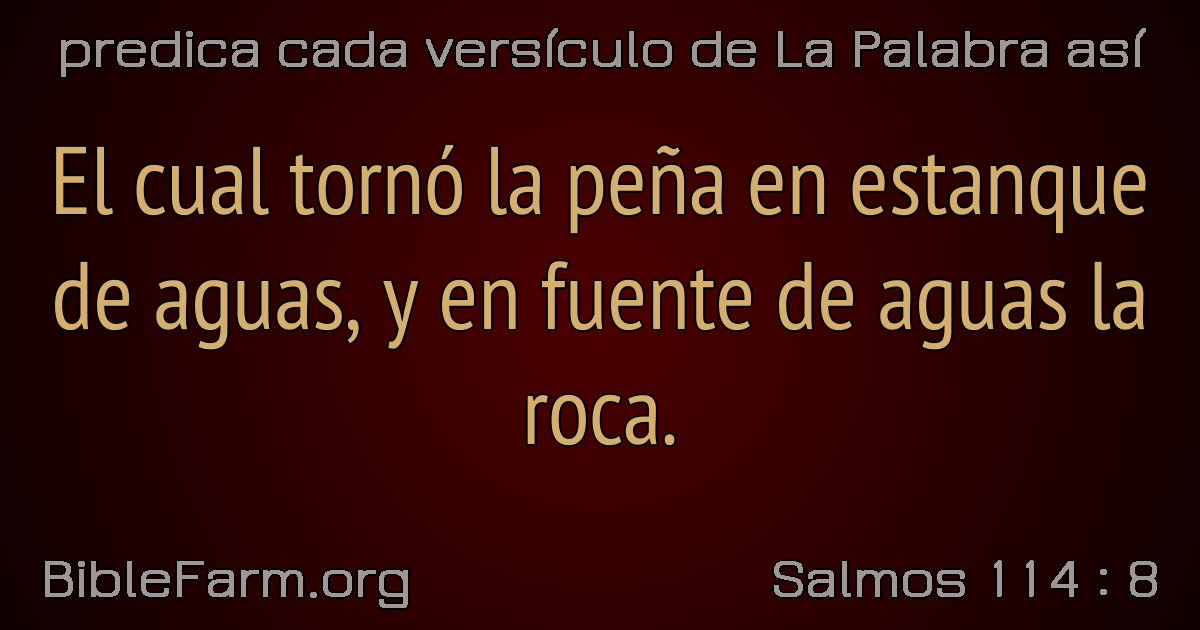 predica cada versículo de La Palabra así
El cual tornó la peña en estanque
de aguas, y en fuente de aguas la
roca.
BibleFarm.org
Salmos 114 : 8